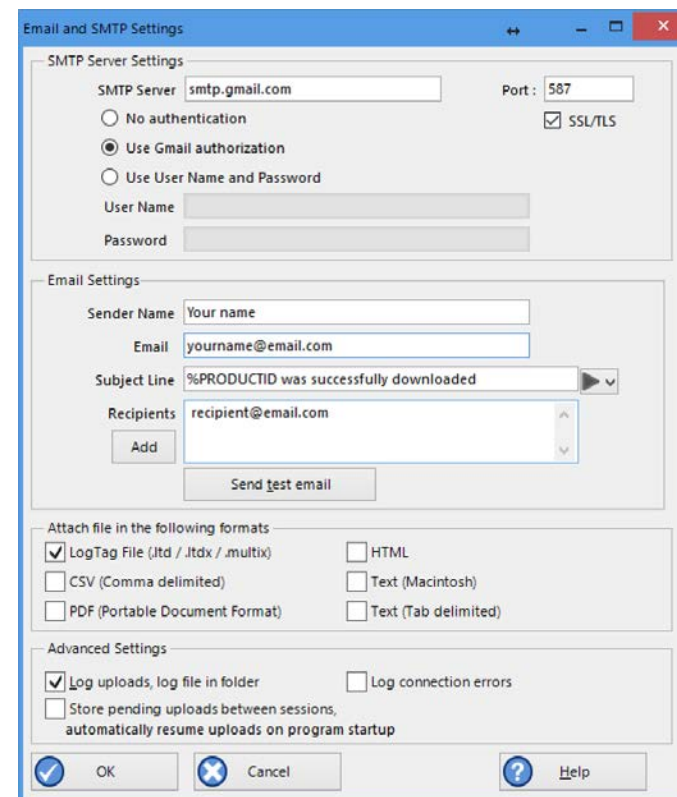 Email and SMTP Settings
SMTP Server Settings
SMTP Server smtp.gmail.com Port : 587
No authentication SSL/TLS
Use Gmail authorization
Use User Name and Password
User Name
Password
Email Settings
Sender Name Your name
Email yourname@email.com
Subject Line %PRODUCTID was successfully downloaded
Recipients recipient@email.com
Add
Send test email
Attach file in the following formats
LogTag File (.ltd / .ltdx / .multix) HTML
CSV (Comma delimited) Text (Macintosh)
PDF (Portable Document Format) Text (Tab delimited)
Advanced Settings
Log uploads, log file in folder Log connection errors
Store pending uploads between sessions,
automatically resume uploads on program startup
OK Cancel Help